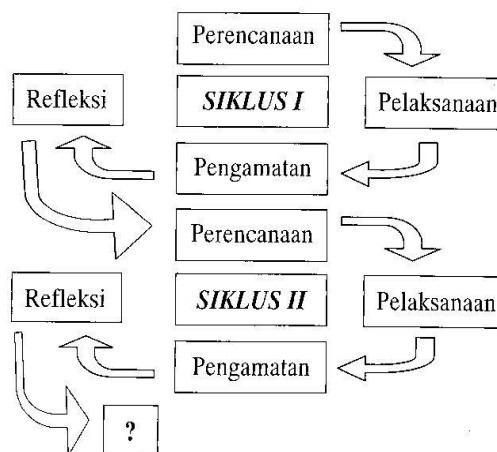 Perencanaan
Refleksi
SIKLUS I
Pelaksanaan
Pengamatan
Perencanaan
Refleksi
SIKLUS II
Pelaksanaan
Pengamatan
?